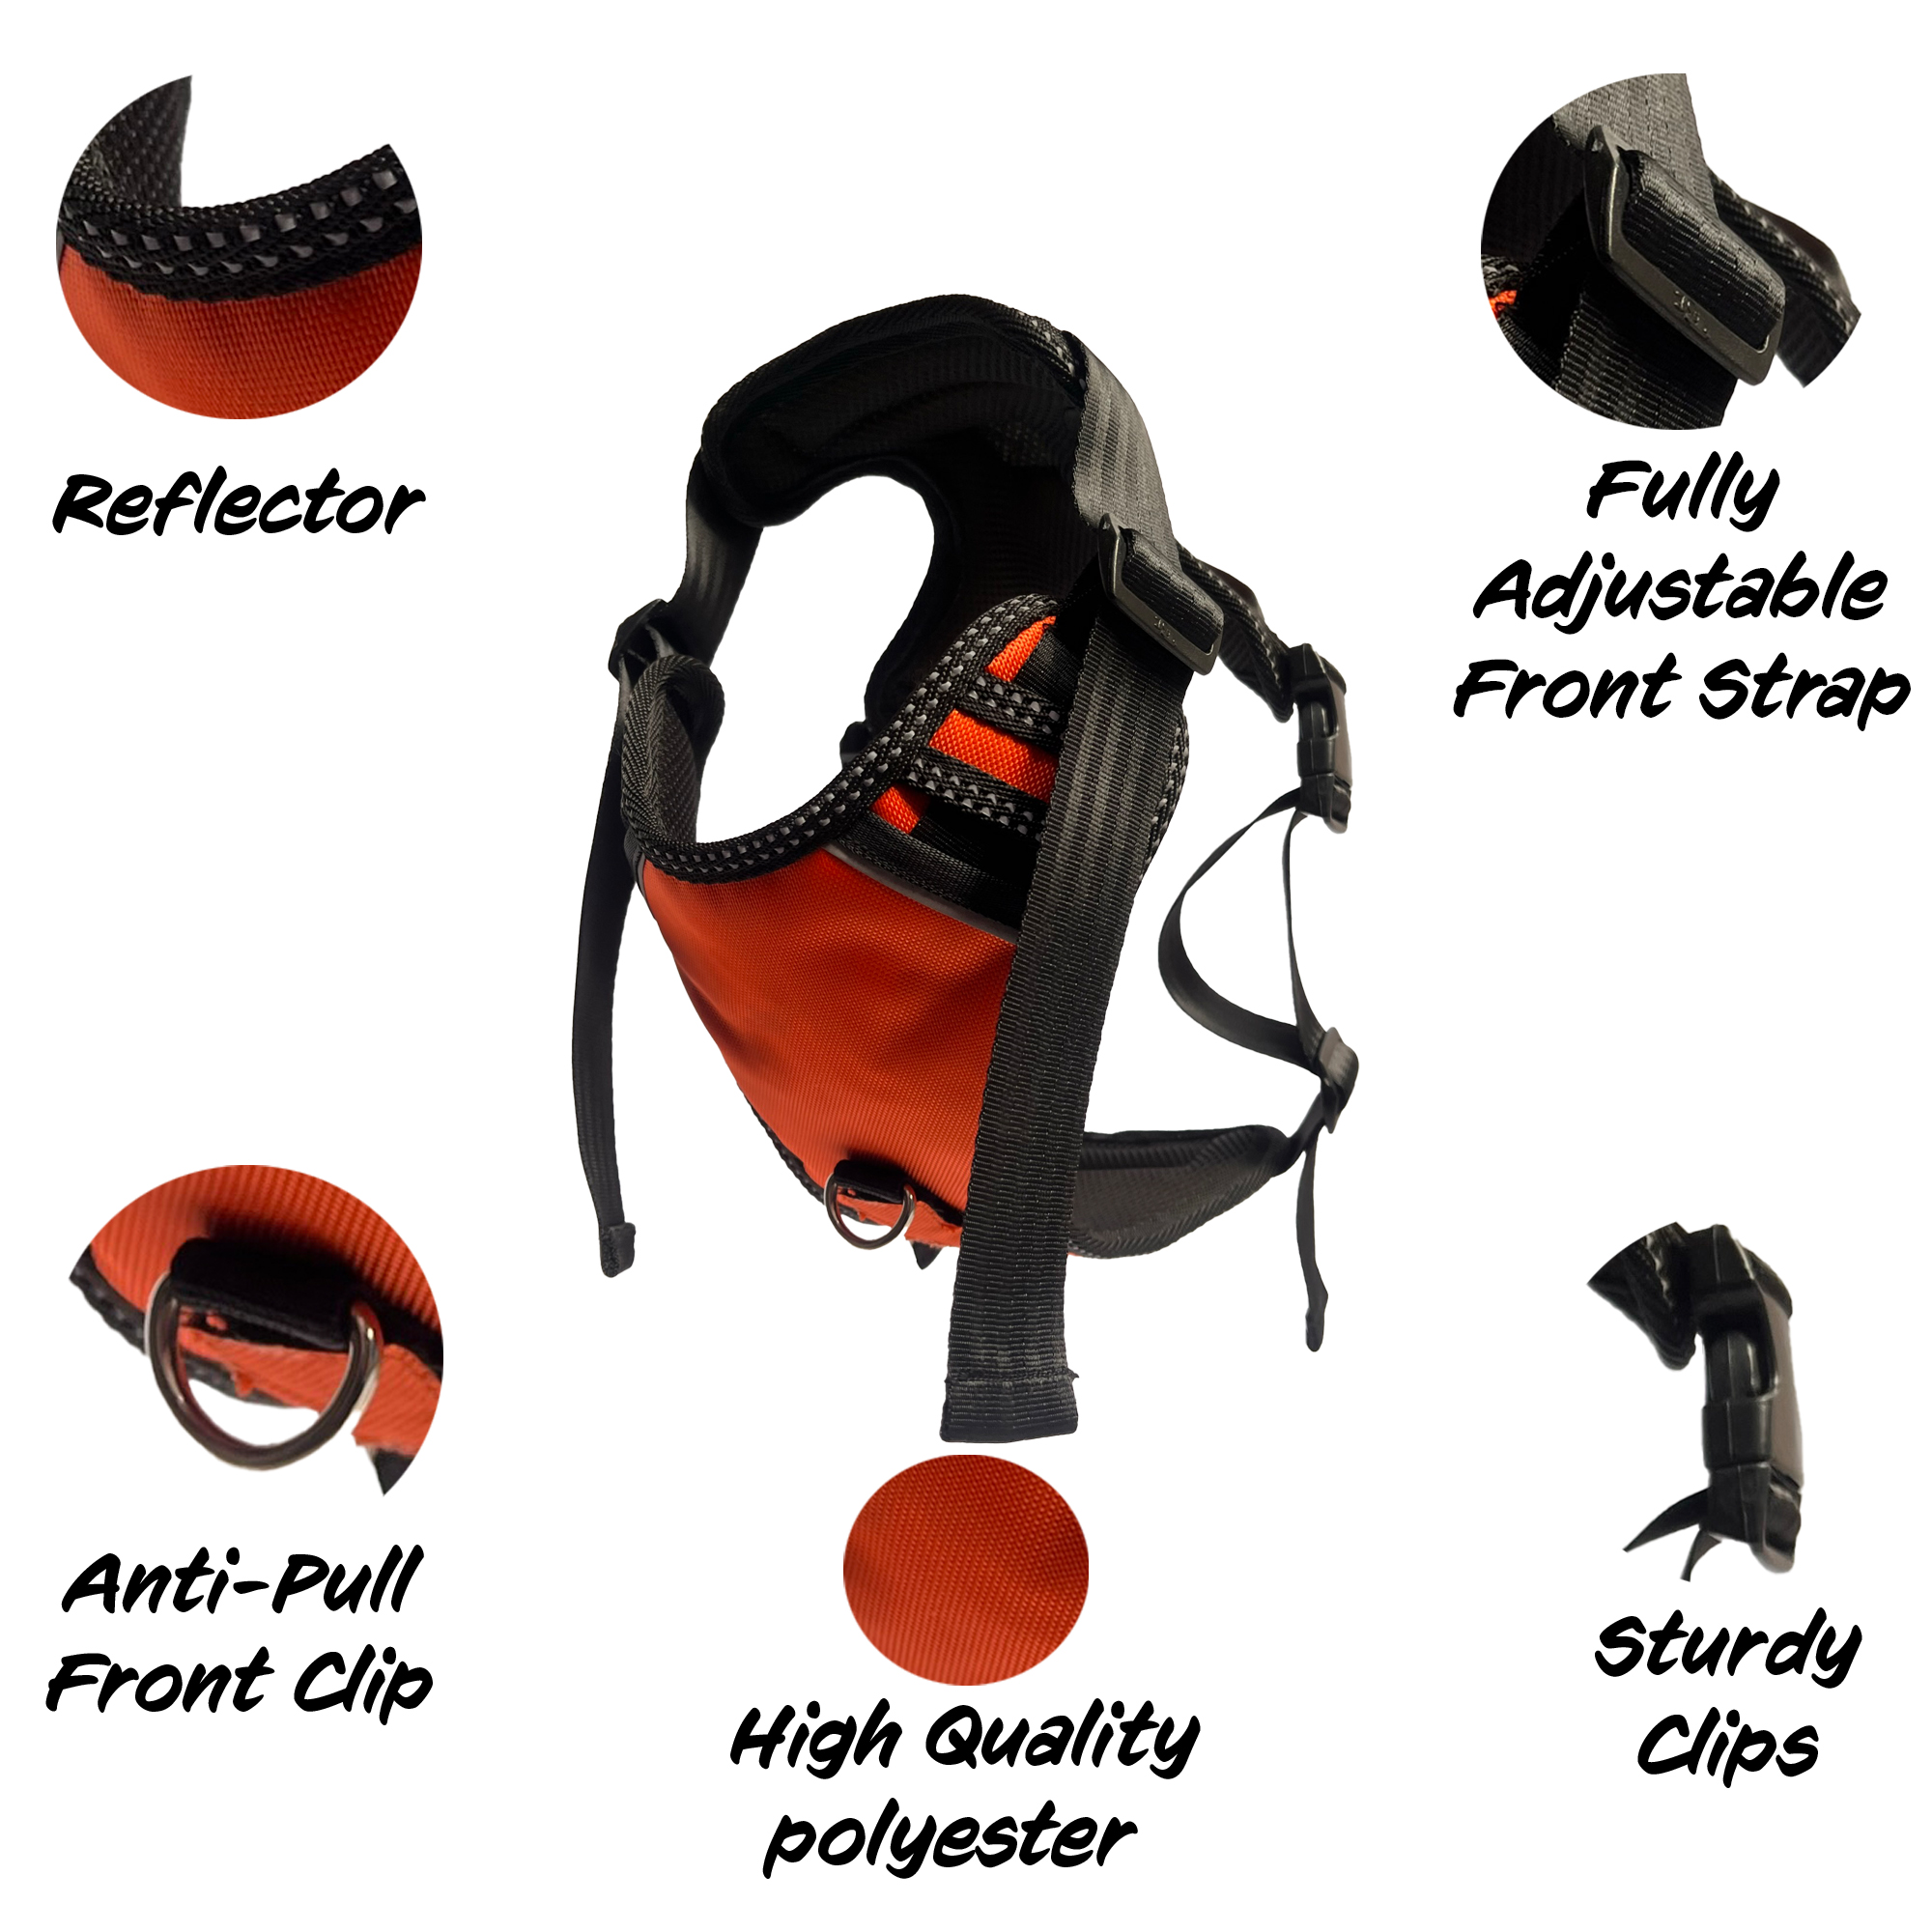 Reflector
Fully
Adjustable
Front Strap
Anti-Pull
Front Clip
High Quality
polyester
Sturdy
Clips